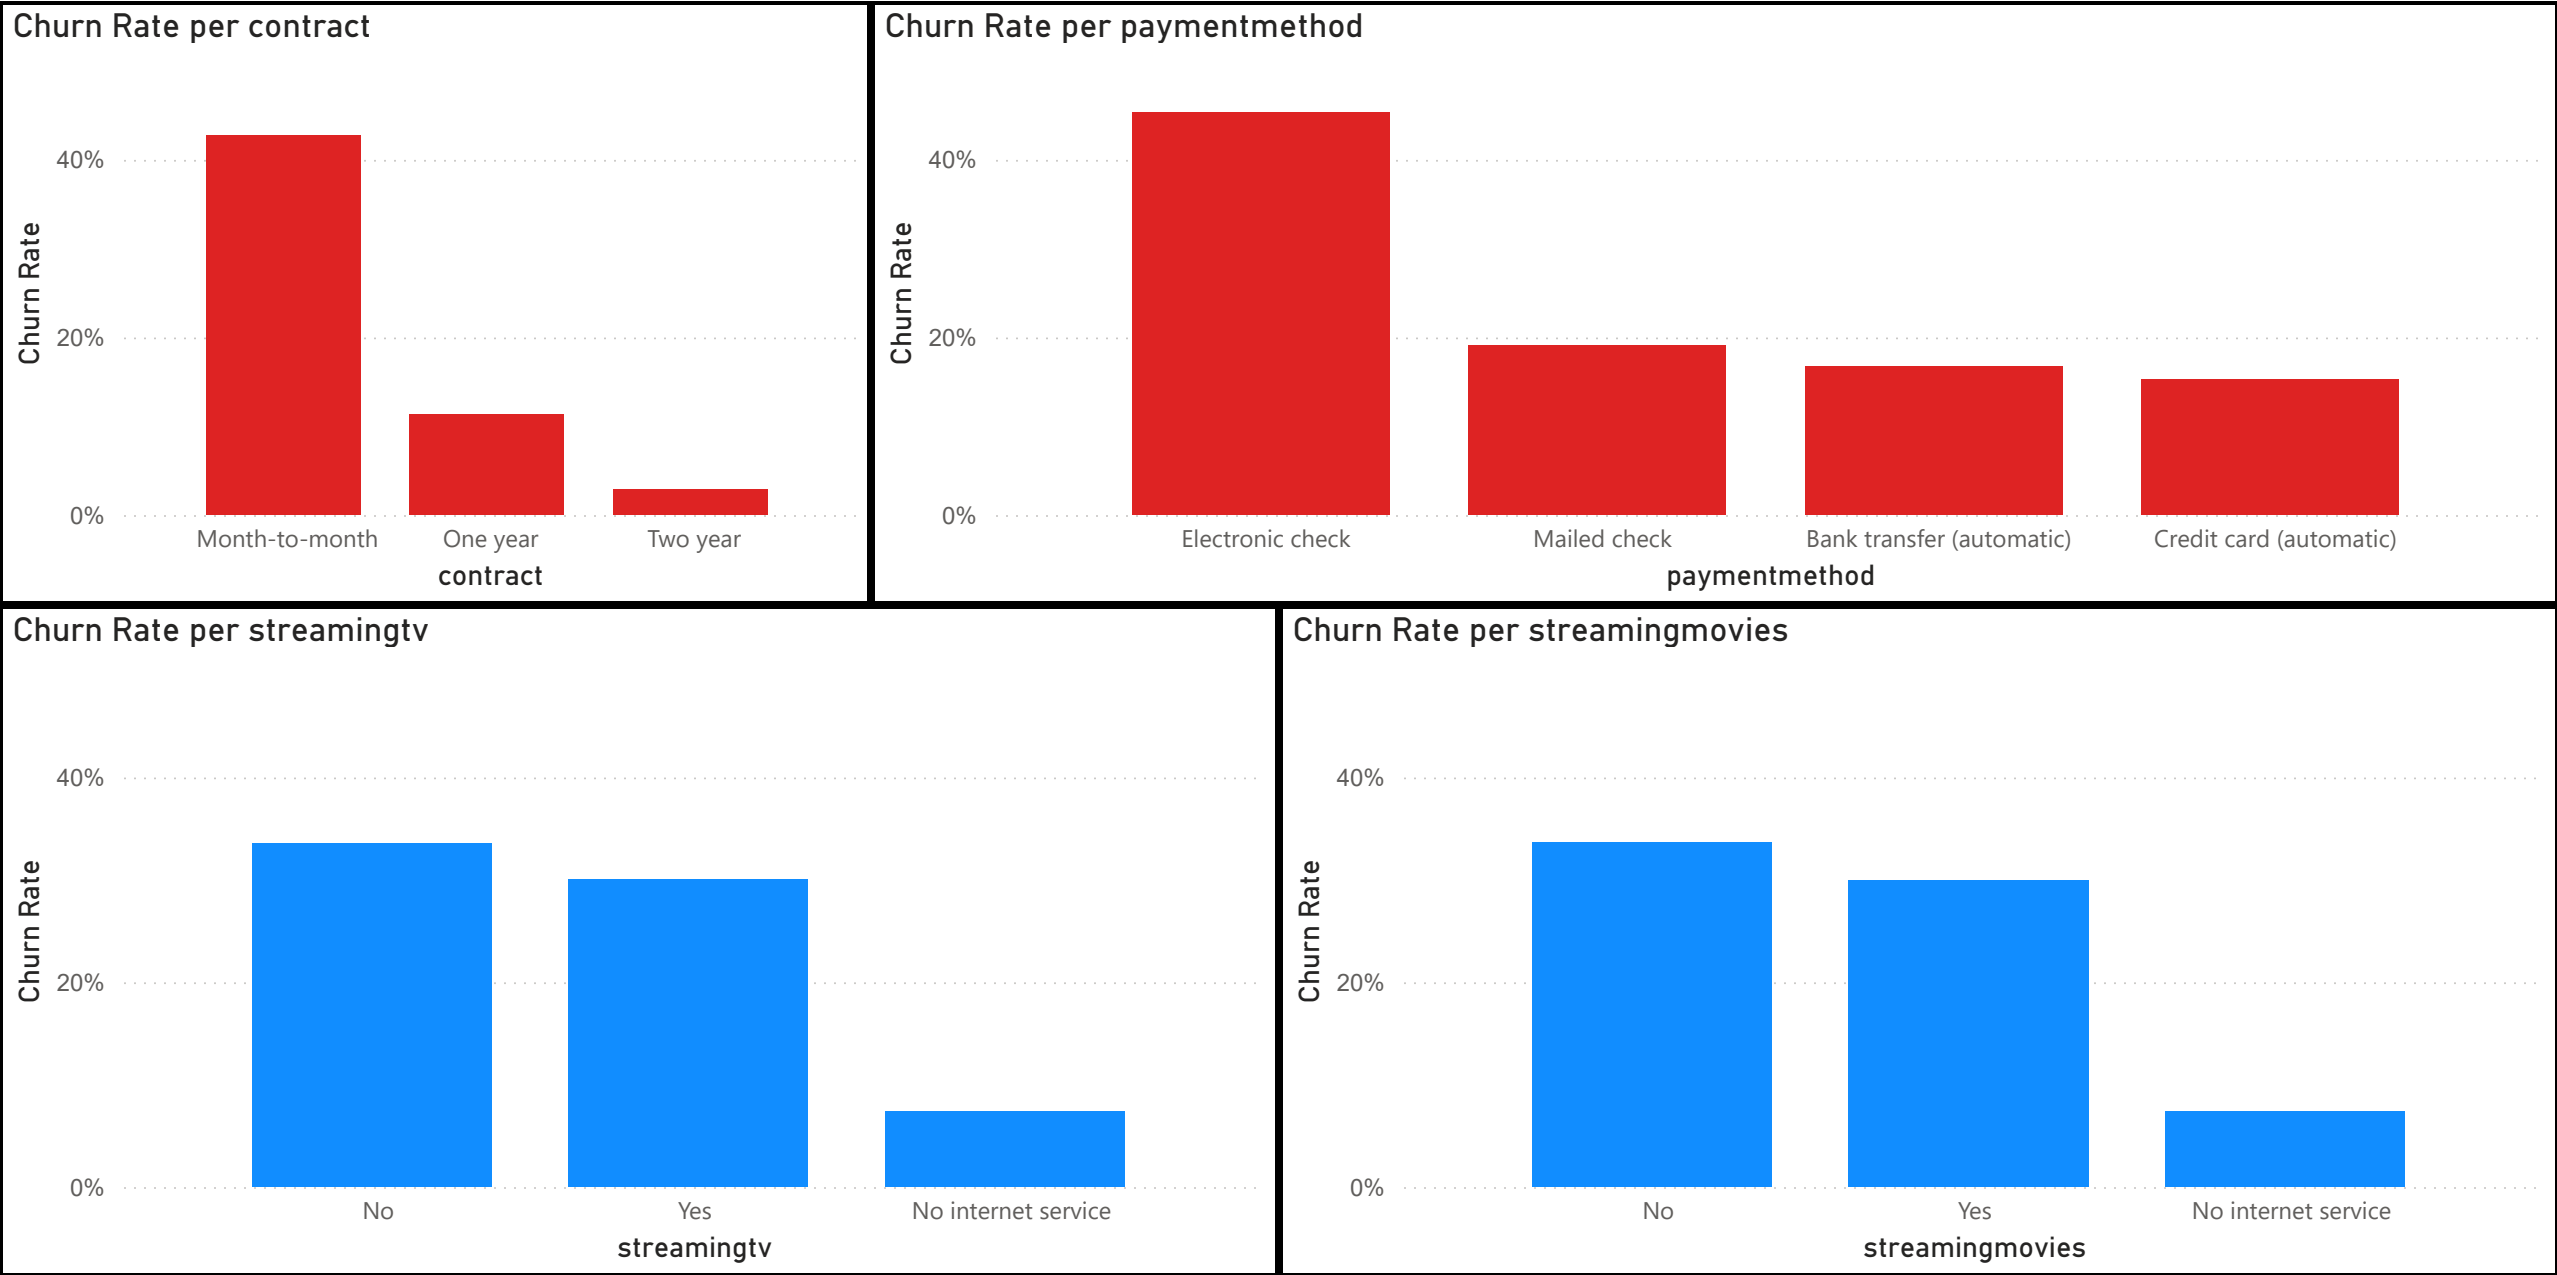 Churn Rate per contract
Churn Rate
40%
20%
0%
Month-to-month One year Two year
contract
Churn Rate per paymentmethod
Churn Rate
40%
20%
0%
Electronic check Mailed check Bank transfer (automatic) Credit card (automatic)
paymentmethod
Churn Rate per streamingtv
Churn Rate
40%
20%
0%
No Yes No internet service
streamingtv
Churn Rate per streamingmovies
Churn Rate
40%
20%
0%
No Yes No internet service
streamingmovies